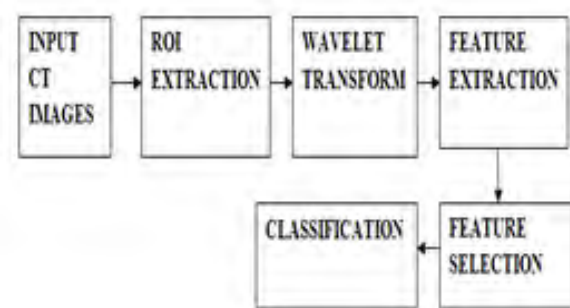 INPUT
CT
IMAGES
ROI
EXTRACTION
WAVELET
TRANSFORM
FEATURE
EXTRACTION
FEATURE
SELECTION
CLASSIFICATION